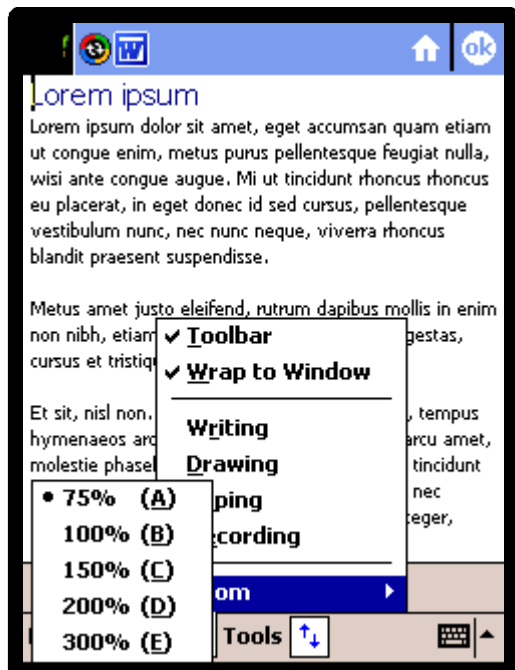 W
ok
Lorem ipsum
Lorem ipsum dolor sit amet, eget accumsan quam etiam
ut congue enim, metus purus pellentesque feugiat nulla,
wisi ante congue augue. Mi ut tincidunt rhoncus rhoncus
eu placerat, in eget donec id sed cursus, pellentesque
vestibulum nunc, nec nunc neque, viverra rhoncus
blandit praesent suspendisse.
Metus amet justo eleifend, rutrum dapibus mollis in enim
non nibh, etiam
gestas,
cursus et
Toolbar
Wrap to Window
Et sit, nisl non.
, tempus
hymenaeos
arcu amet,
molestie
tincidunt
nec
Writing
Drawing
75% (A)
100% (B)
150% (C)
200% (D)
300% (E)
Tools